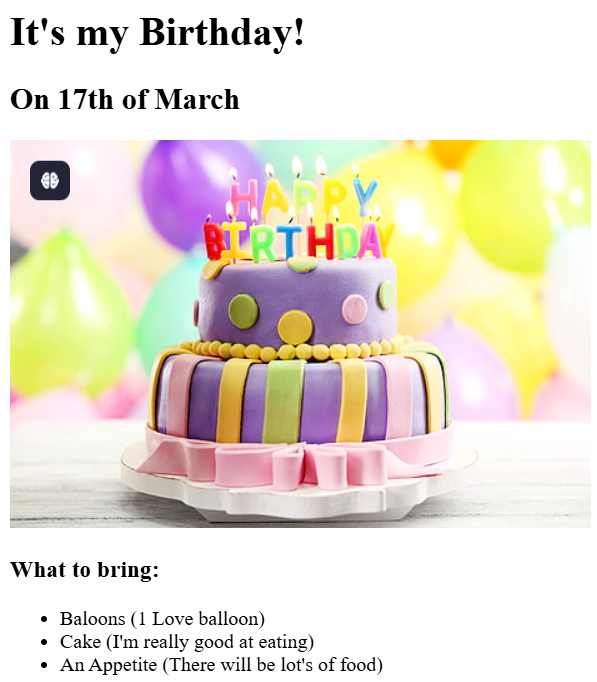 It's my Birthday!
On 17th of March
HAPPY
BIRTHDAY
What to bring:
Baloons (1 Love balloon)
Cake (I'm really good at eating)
An Appetite (There will be lot's of food)